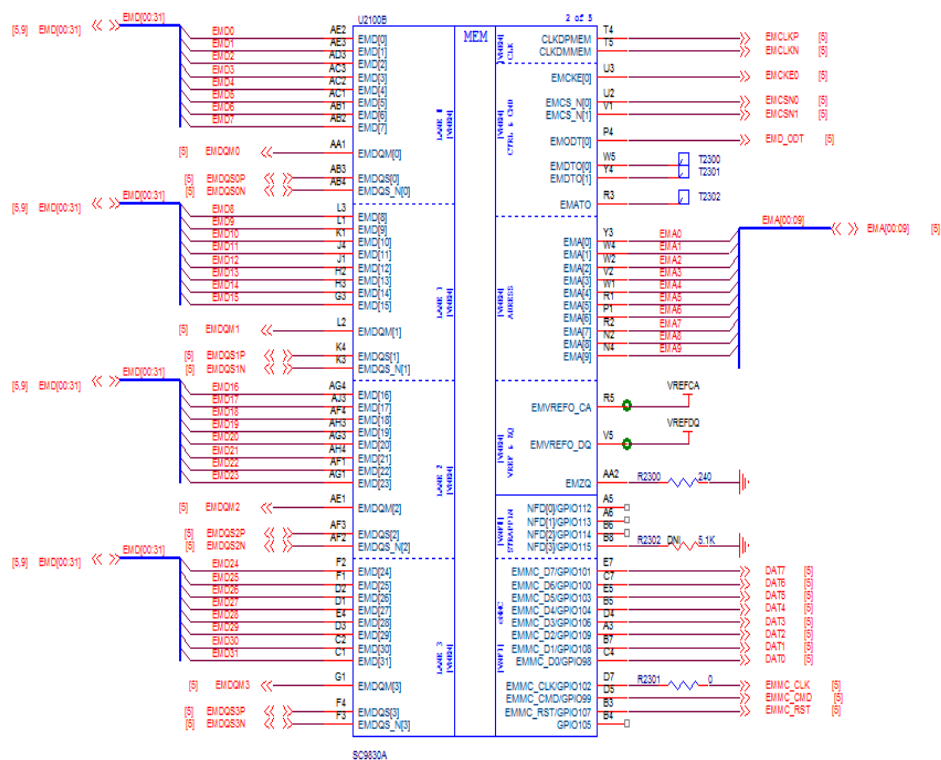 U2100B
2 of 5
MEM
[5,9] EMD[00:31] EMD[00:31]
EMD0 AE2 EMD[0]
EMD1 AE3 EMD[1]
EMD2 AD3 EMD[2]
EMD3 AC3 EMD[3]
EMD4 AC2 EMD[4]
EMD5 AC1 EMD[5]
EMD6 AB1 EMD[6]
EMD7 AB2 EMD[7]
[5] EMDQM0 AA1 EMDQM[0]
[5] EMDQS0P AB3 EMDQS[0]
[5] EMDQS0N AB4 EMDQS_N[0]
[5,9] EMD[00:31] EMD[00:31]
EMD8 L3 EMD[8]
EMD9 L1 EMD[9]
EMD10 K1 EMD[10]
EMD11 J4 EMD[11]
EMD12 J1 EMD[12]
EMD13 H2 EMD[13]
EMD14 H3 EMD[14]
EMD15 G3 EMD[15]
[5] EMDQM1 L2 EMDQM[1]
[5] EMDQS1P K4 EMDQS[1]
[5] EMDQS1N K3 EMDQS_N[1]
[5,9] EMD[00:31] EMD[00:31]
EMD16 AG4 EMD[16]
EMD17 AJ3 EMD[17]
EMD18 AF4 EMD[18]
EMD19 AH3 EMD[19]
EMD20 AG3 EMD[20]
EMD21 AH4 EMD[21]
EMD22 AF1 EMD[22]
EMD23 AG1 EMD[23]
[5] EMDQM2 AE1 EMDQM[2]
[5] EMDQS2P AF3 EMDQS[2]
[5] EMDQS2N AF2 EMDQS_N[2]
[5,9] EMD[00:31] EMD[00:31]
EMD24 F2 EMD[24]
EMD25 F1 EMD[25]
EMD26 D2 EMD[26]
EMD27 D1 EMD[27]
EMD28 E4 EMD[28]
EMD29 D3 EMD[29]
EMD30 C2 EMD[30]
EMD31 C1 EMD[31]
[5] EMDQM3 G1 EMDQM[3]
[5] EMDQS3P F4 EMDQS[3]
[5] EMDQS3N F3 EMDQS_N[3]
LANE 1
LANE 2
LANE 3
CLK
CTRL & CMD
ADRESS
VREF & ZQ
eMMC
CLKDPMEM T4 EMCLKP [5]
CLKDMMEM T5 EMCLKN [5]
EMCKE[0] U3 EMCKE0 [5]
EMCS_N[0] U2 EMCSN0 [5]
EMCS_N[1] V1 EMCSN1 [5]
EMODT[0] P4 EMD_ODT [5]
EMDTO[0] W5 T2300
EMDTO[1] Y4 T2301
EMATO R3 T2302
EMA[00:09] [5]
EMA[0] Y3 EMA0
EMA[1] W4 EMA1
EMA[2] W2 EMA2
EMA[3] V2 EMA3
EMA[4] W1 EMA4
EMA[5] R1 EMA5
EMA[6] P1 EMA6
EMA[7] R2 EMA7
EMA[8] N2 EMA8
EMA[9] N4 EMA9
EMVREFO_CA R5 VREFCA
EMVREFO_DQ V5 VREFDQ
EMZQ AA2 R2300 240
NFD[0]/GPIO112 A5
NFD[1]/GPIO113 A6
NFD[2]/GPIO114 B6
NFD[3]/GPIO115 B8 R2302 DNI 5.1K
EMMC_D7/GPIO101 E7 DAT7 [5]
EMMC_D6/GPIO100 C7 DAT6 [5]
EMMC_D5/GPIO103 E5 DAT5 [5]
EMMC_D4/GPIO104 B5 DAT4 [5]
EMMC_D3/GPIO106 D4 DAT3 [5]
EMMC_D2/GPIO109 A3 DAT2 [5]
EMMC_D1/GPIO108 B7 DAT1 [5]
EMMC_D0/GPIO98 C4 DAT0 [5]
EMMC_CLK/GPIO102 D7 R2301 0 EMMC_CLK [5]
EMMC_CMD/GPIO99 D5 EMMC_CMD [5]
EMMC_RST/GPIO107 B3 EMMC_RST [5]
GPIO105 B4
SC9830A